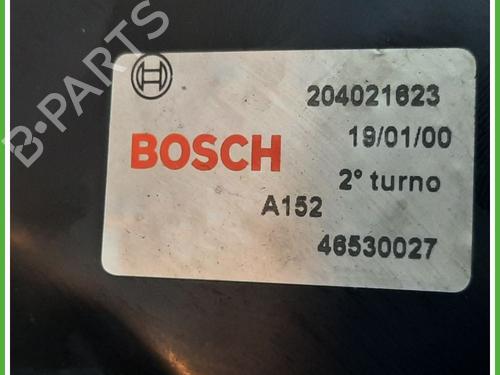 B-PARTS
204021623
19/01/00
BOSCH
2° turno
A152
46530027